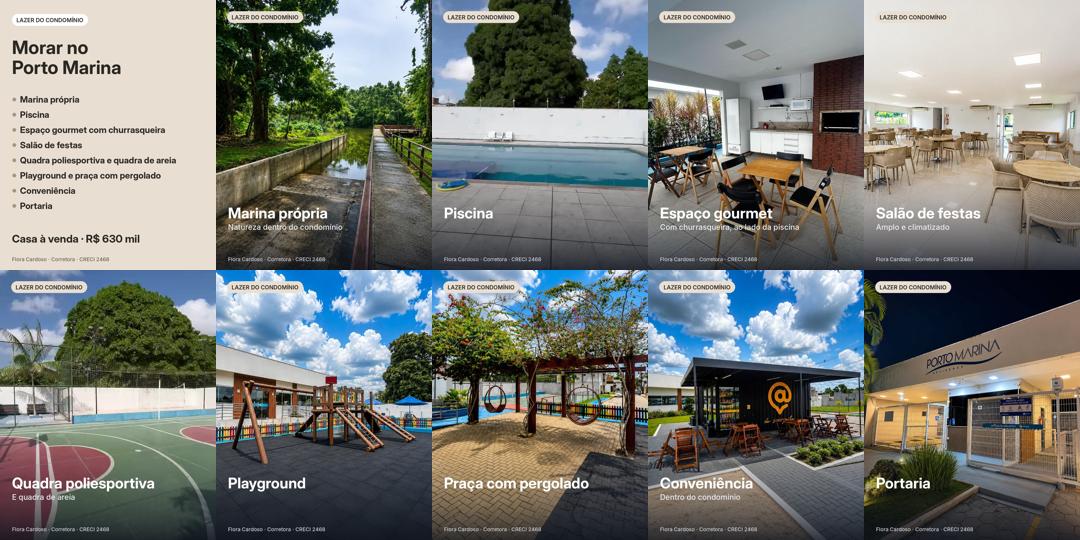 LAZER DO CONDOMÍNIO
Morar no
Porto Marina
Marina própria
Piscina
Espaço gourmet com churrasqueira
Salão de festas
Quadra poliesportiva e quadra de areia
Playground e praça com pergolado
Conveniência
Portaria
Casa à venda · R$ 630 mil
Flora Cardoso · Corretora · CRECI 2468
LAZER DO CONDOMÍNIO
Marina própria
Natureza dentro do condomínio
Flora Cardoso · Corretora · CRECI 2468
LAZER DO CONDOMÍNIO
Piscina
Flora Cardoso · Corretora · CRECI 2468
LAZER DO CONDOMÍNIO
Espaço gourmet
Com churrasqueira, ao lado da piscina
Flora Cardoso · Corretora · CRECI 2468
LAZER DO CONDOMÍNIO
Salão de festas
Amplo e climatizado
Flora Cardoso · Corretora · CRECI 2468
LAZER DO CONDOMÍNIO
Quadra poliesportiva
E quadra de areia
Flora Cardoso · Corretora · CRECI 2468
LAZER DO CONDOMÍNIO
Playground
Flora Cardoso · Corretora · CRECI 2468
LAZER DO CONDOMÍNIO
Praça com pergolado
Flora Cardoso · Corretora · CRECI 2468
LAZER DO CONDOMÍNIO
@
Conveniência
Dentro do condomínio
Flora Cardoso · Corretora · CRECI 2468
LAZER DO CONDOMÍNIO
PORTO MARINA
Portaria
Flora Cardoso · Corretora · CRECI 2468